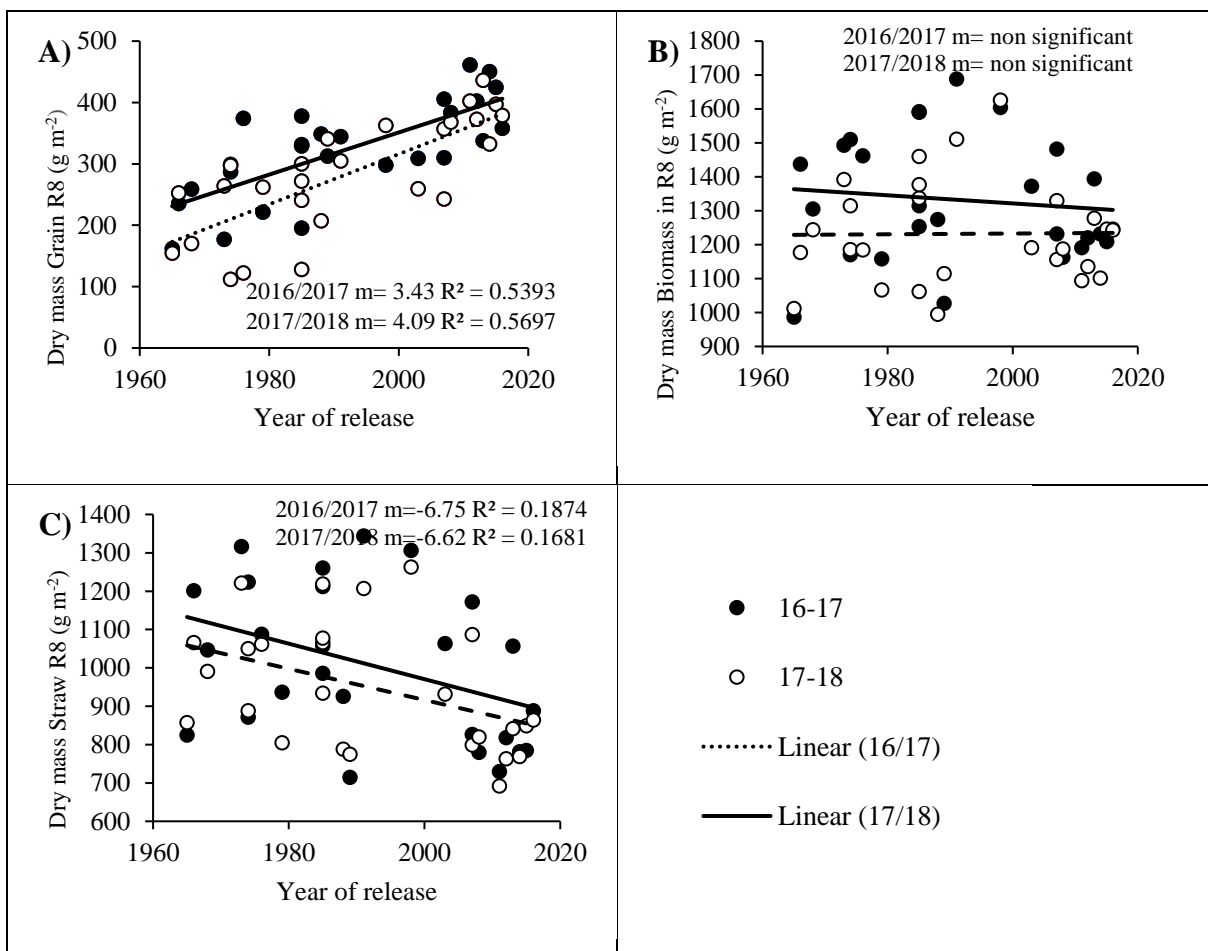 A)
Dry mass Grain R8 (g m⁻²)
500
400
300
200
100
0
2016/2017 m= 3.43 R² = 0.5393
2017/2018 m= 4.09 R² = 0.5697
1960 1980 2000 2020
Year of release
B)
2016/2017 m= non significant
2017/2018 m= non significant
Dry mass Biomass in R8 (g m⁻²)
1800
1700
1600
1500
1400
1300
1200
1100
1000
900
1960 1980 2000 2020
Year of release
C)
2016/2017 m=-6.75 R² = 0.1874
2017/2018 m=-6.62 R² = 0.1681
Dry mass Straw R8 (g m⁻²)
1400
1300
1200
1100
1000
900
800
700
600
1960 1980 2000 2020
Year of release
16-17
17-18
Linear (16/17)
Linear (17/18)